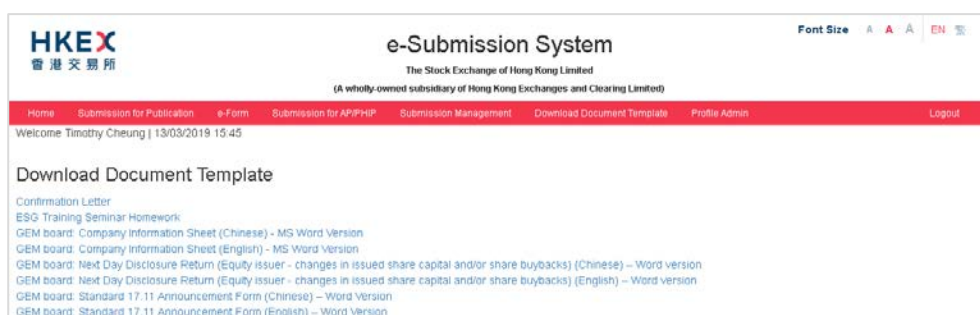 HKEX
香港交易所
Font Size A A A EN 繁
e-Submission System
The Stock Exchange of Hong Kong Limited
(A wholly-owned subsidiary of Hong Kong Exchanges and Clearing Limited)
Home Submission for Publication e-Form Submission for AP/PHIP Submission Management Download Document Template Profile Admin Logout
Welcome Timothy Cheung | 13/03/2019 15:45
Download Document Template
Confirmation Letter
ESG Training Seminar Homework
GEM board: Company Information Sheet (Chinese) - MS Word Version
GEM board: Company Information Sheet (English) - MS Word Version
GEM board: Next Day Disclosure Return (Equity issuer - changes in issued share capital and/or share buybacks) (Chinese) – Word version
GEM board: Next Day Disclosure Return (Equity issuer - changes in issued share capital and/or share buybacks) (English) – Word version
GEM board: Standard 17.11 Announcement Form (Chinese) – Word Version
GEM board: Standard 17.11 Announcement Form (English) – Word Version